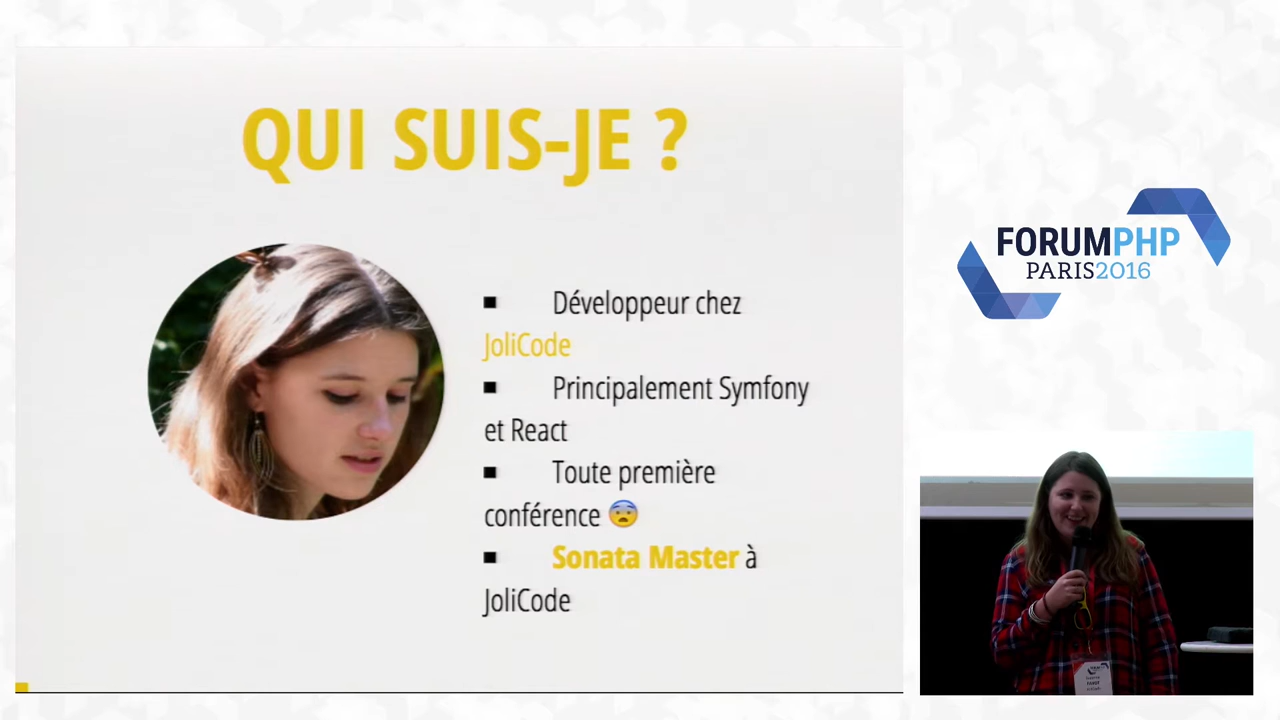 QUI SUIS-JE ?
Développeur chez
JoliCode
Principalement Symfony
et React
Toute première
conférence 😨
Sonata Master à
JoliCode
FORUMPHP
PARIS2016